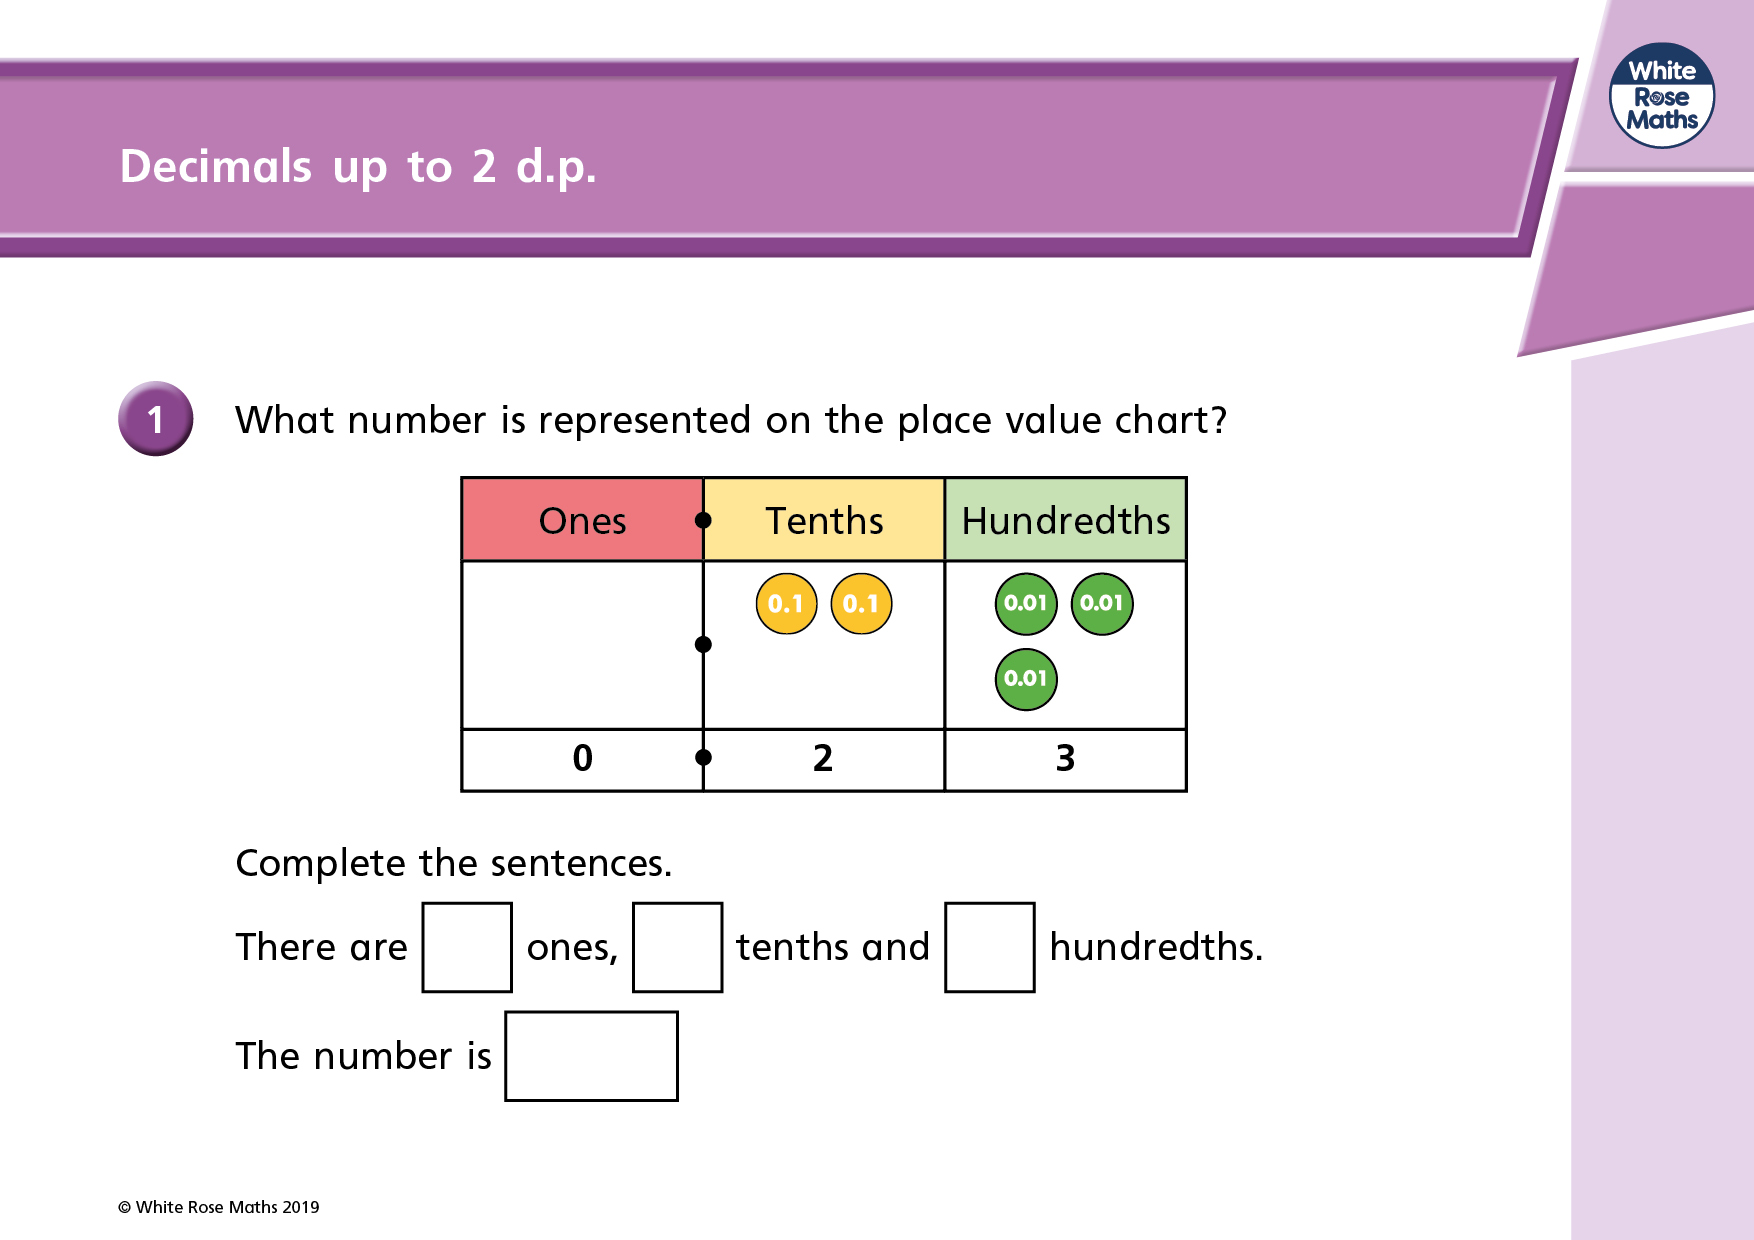 White
Rose
Maths
Decimals up to 2 d.p.
1 What number is represented on the place value chart?
Ones Tenths Hundredths
0.1 0.1 0.01 0.01
0.01
0 2 3
Complete the sentences.
There are ones, tenths and hundredths.
The number is
© White Rose Maths 2019